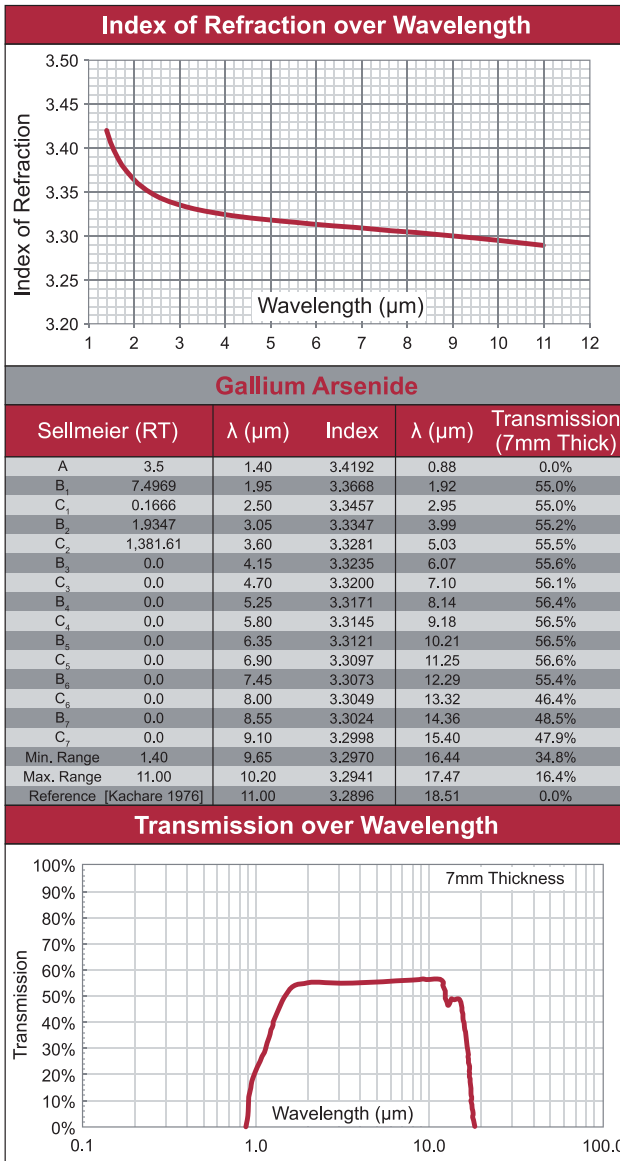 Index of Refraction over Wavelength
3.50
3.45
3.40
3.35
3.30
3.25
3.20
Index of Refraction
Wavelength (µm)
1 2 3 4 5 6 7 8 9 10 11 12
Gallium Arsenide
Sellmeier (RT) λ (µm) Index λ (µm) Transmission (7mm Thick)
A 3.5 1.40 3.4192 0.88 0.0%
B₁ 7.4969 1.95 3.3668 1.92 55.0%
C₁ 0.1666 2.50 3.3457 2.95 55.0%
B₂ 1.9347 3.05 3.3347 3.99 55.2%
C₂ 1,381.61 3.60 3.3281 5.03 55.5%
B₃ 0.0 4.15 3.3235 6.07 55.6%
C₃ 0.0 4.70 3.3200 7.10 56.1%
B₄ 0.0 5.25 3.3171 8.14 56.4%
C₄ 0.0 5.80 3.3145 9.18 56.5%
B₅ 0.0 6.35 3.3121 10.21 56.5%
C₅ 0.0 6.90 3.3097 11.25 56.6%
B₆ 0.0 7.45 3.3073 12.29 55.4%
C₆ 0.0 8.00 3.3049 13.32 46.4%
B₇ 0.0 8.55 3.3024 14.36 48.5%
C₇ 0.0 9.10 3.2998 15.40 47.9%
Min. Range 1.40 9.65 3.2970 16.44 34.8%
Max. Range 11.00 10.20 3.2941 17.47 16.4%
Reference [Kachare 1976] 11.00 3.2896 18.51 0.0%
Transmission over Wavelength
100%
90%
80%
70%
60%
50%
40%
30%
20%
10%
0%
Transmission
7mm Thickness
Wavelength (µm)
0.1 1.0 10.0 100.0